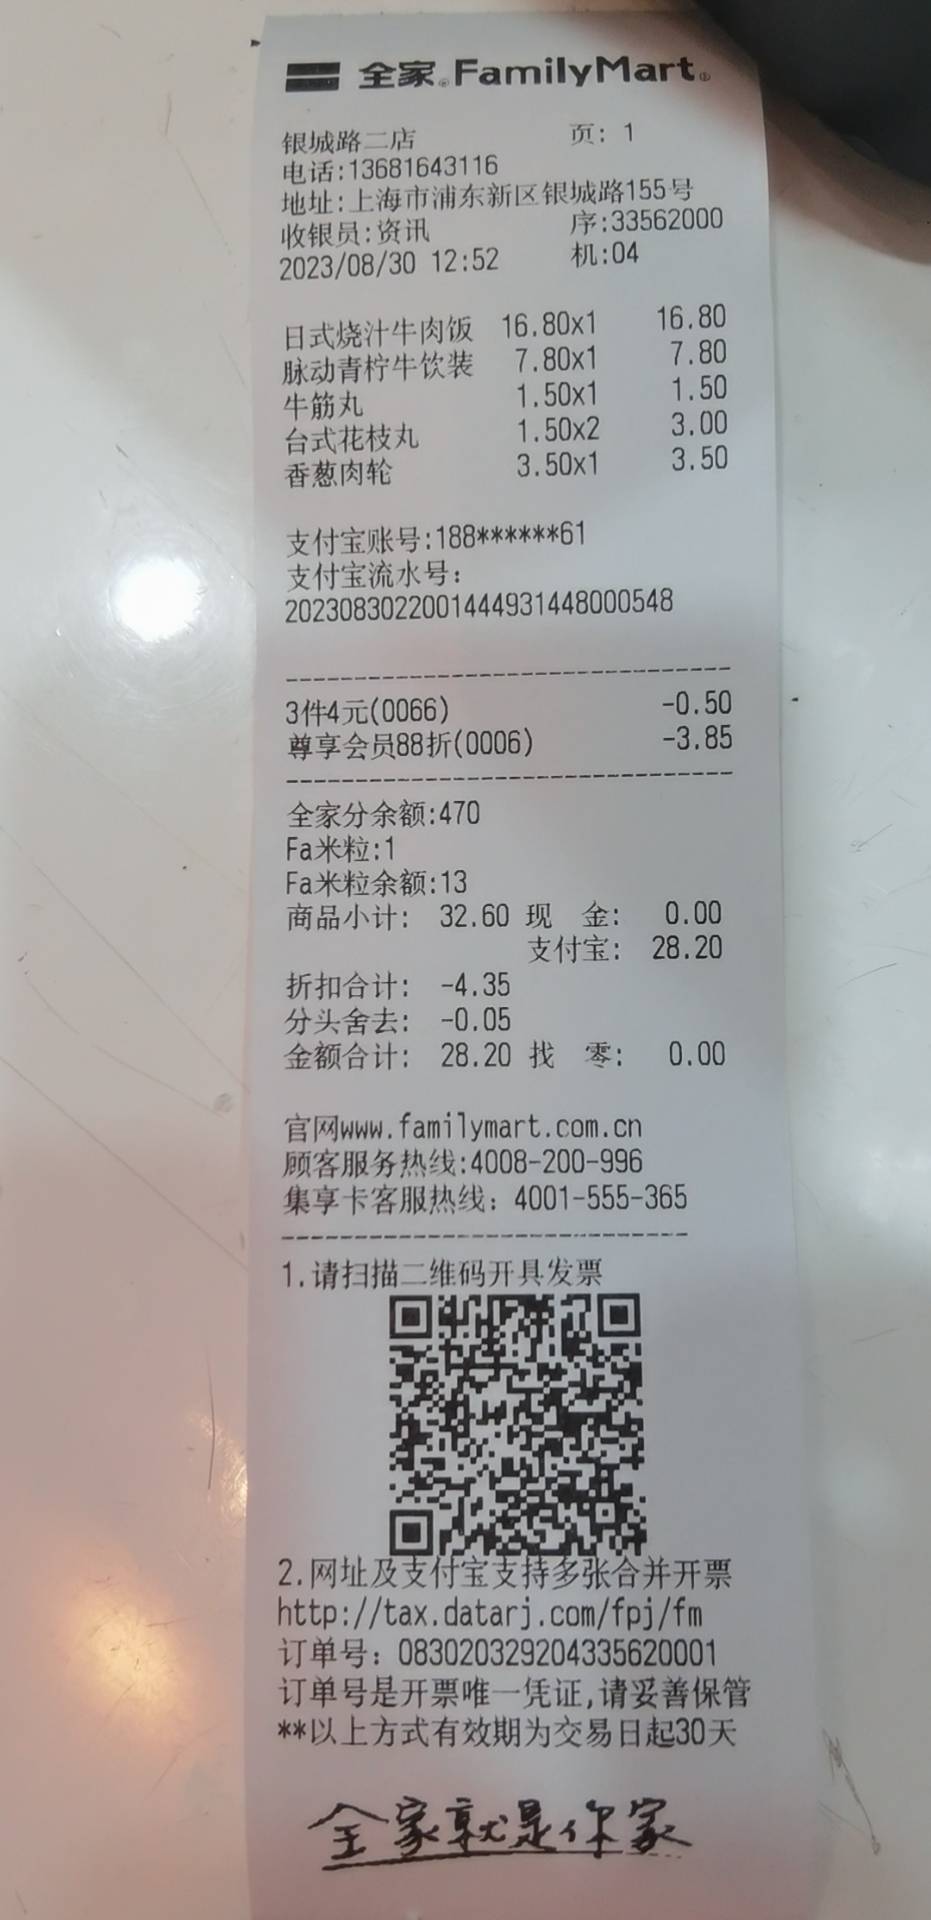 全家®FamilyMart®
银城路二店 页: 1
电话:13681643116
地址:上海市浦东新区银城路155号
收银员:资讯 序:33562000
2023/08/30 12:52 机:04
日式烧汁牛肉饭 16.80x1 16.80
脉动青柠牛饮装 7.80x1 7.80
牛筋丸 1.50x1 1.50
台式花枝丸 1.50x2 3.00
香葱肉轮 3.50x1 3.50
支付宝账号:188******61
支付宝流水号:
2023083022001444931448000548
3件4元(0066) -0.50
尊享会员88折(0006) -3.85
全家分余额:470
Fa米粒:1
Fa米粒余额:13
商品小计: 32.60 现 金: 0.00
支付宝: 28.20
折扣合计: -4.35
分头舍去: -0.05
金额合计: 28.20 找 零: 0.00
官网www.familymart.com.cn
顾客服务热线:4008-200-996
集享卡客服热线: 4001-555-365
1.请扫描二维码开具发票
2.网址及支付宝支持多张合并开票
http://tax.datarj.com/fpj/fm
订单号: 083020329204335620001
订单号是开票唯一凭证,请妥善保管
**以上方式有效期为交易日起30天
全家就是你家